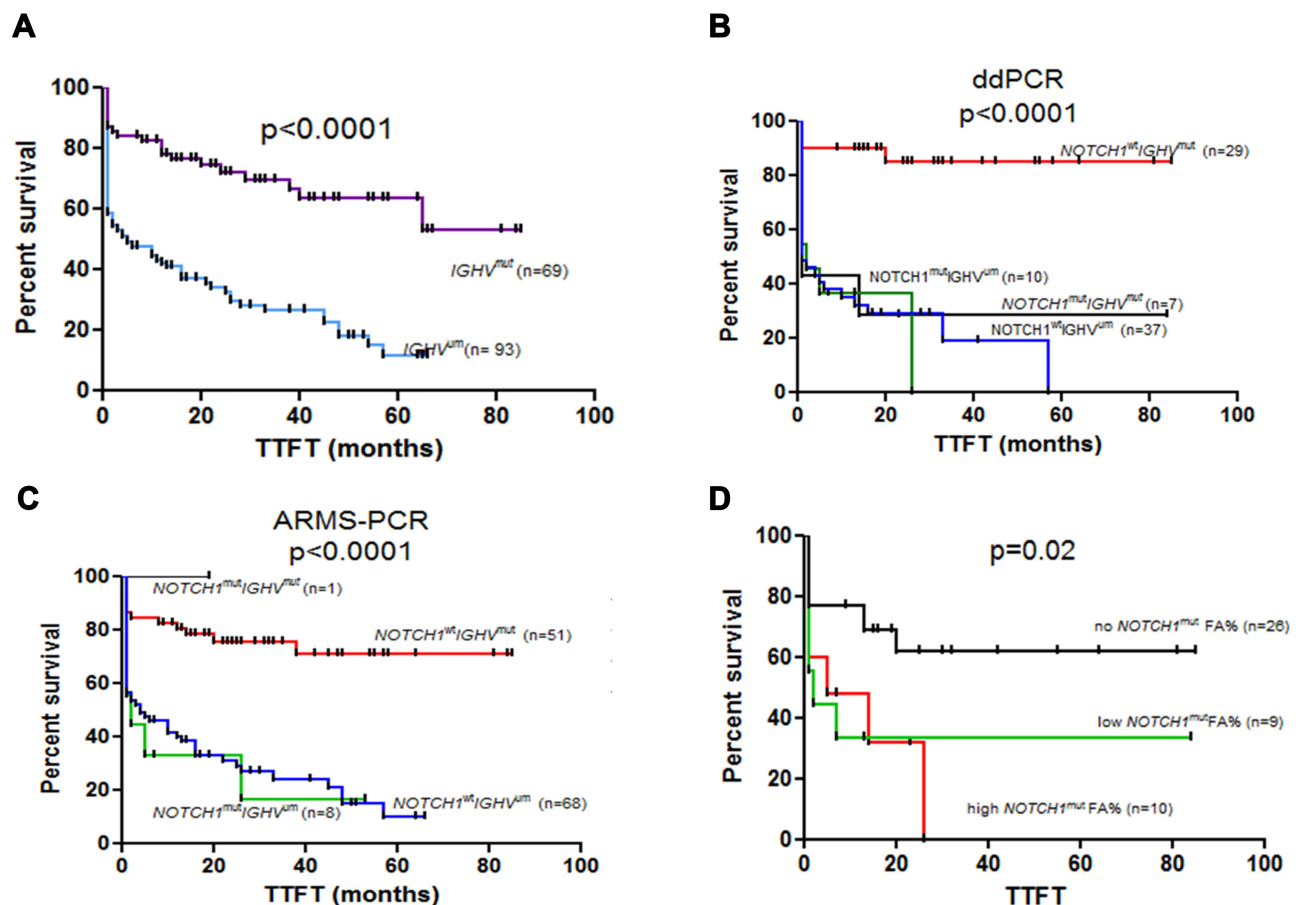 A
p<0.0001
100
80
60
40
20
0
Percent survival
IGHVmut (n=69)
IGHVum(n= 93)
0 20 40 60 80 100
TTFT (months)
B
ddPCR
p<0.0001
100
80
60
40
20
0
Percent survival
NOTCH1wtIGHVmut (n=29)
NOTCH1mutIGHVum(n=10)
NOTCH1mutIGHVmut(n=7)
NOTCH1wtIGHVum (n=37)
0 20 40 60 80 100
TTFT (months)
C
ARMS-PCR
p<0.0001
100
80
60
40
20
0
Percent survival
NOTCH1mutIGHVmut (n=1)
NOTCH1wtIGHVmut (n=51)
NOTCH1mutIGHVum(n=8)
NOTCH1wtIGHVum (n=68)
0 20 40 60 80 100
TTFT (months)
D
p=0.02
100
80
60
40
20
0
Percent survival
no NOTCH1mut FA% (n=26)
low NOTCH1mutFA% (n=9)
high NOTCH1mut FA% (n=10)
0 20 40 60 80 100
TTFT